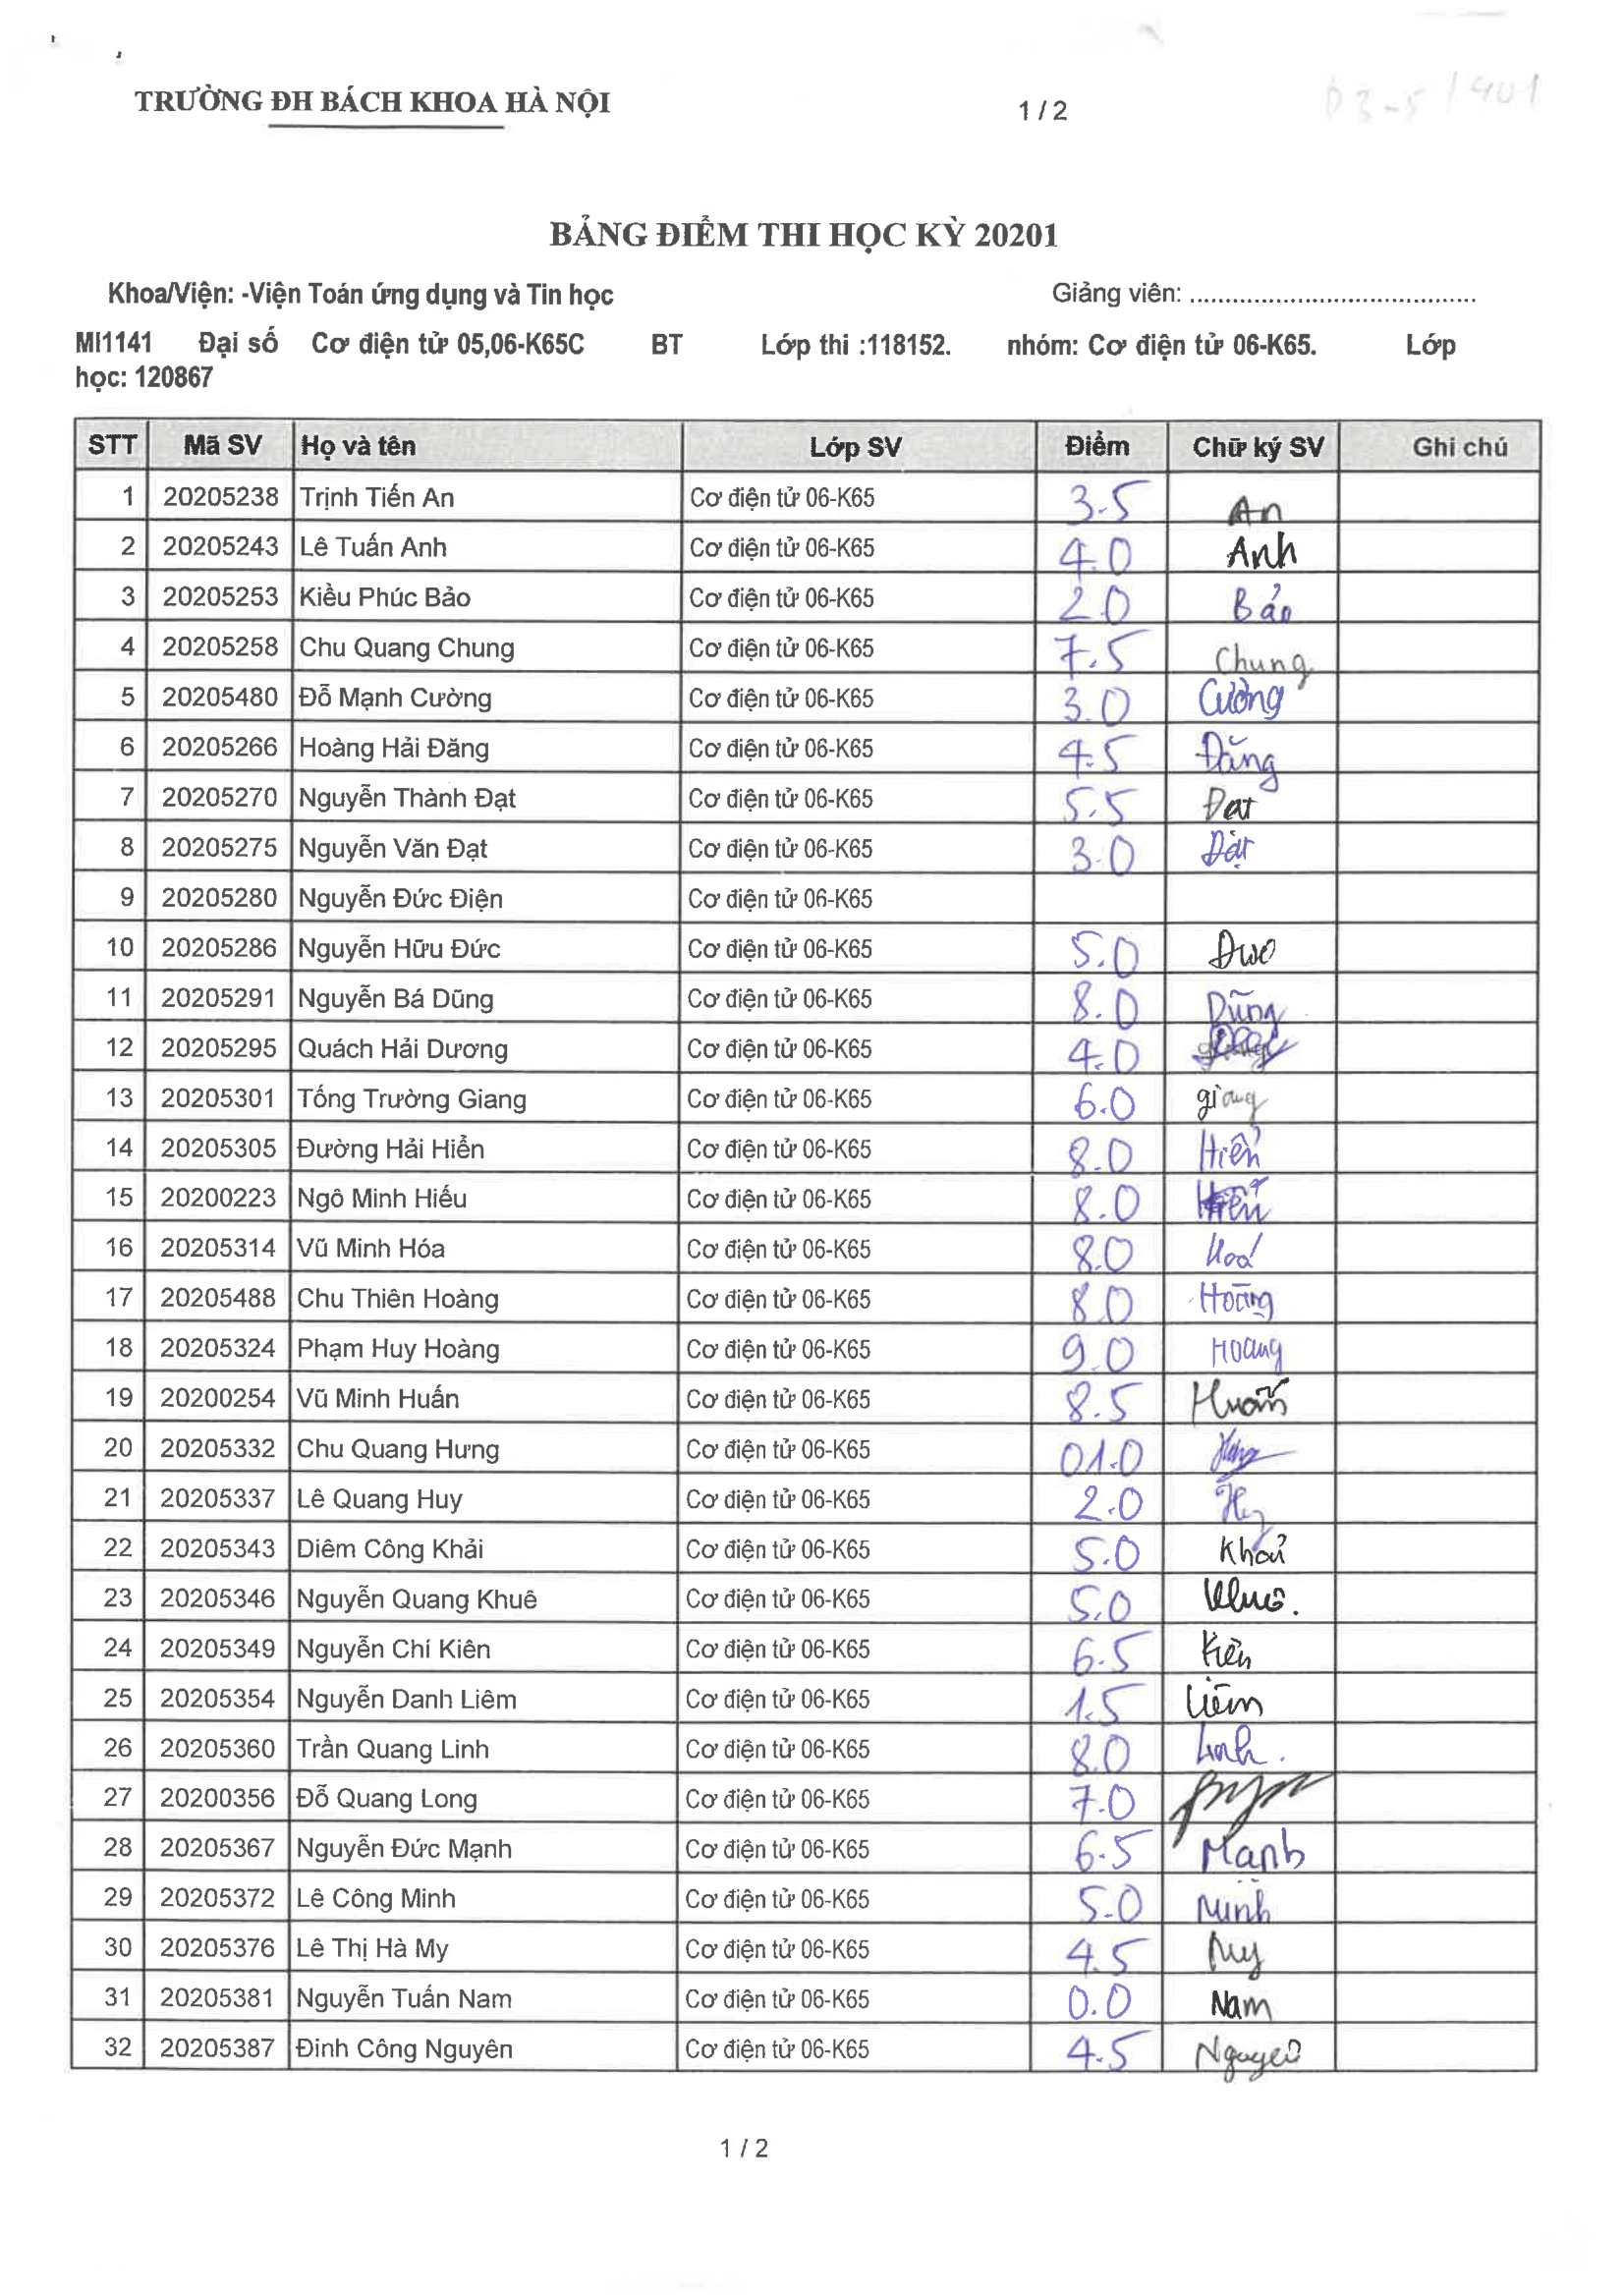 TRƯỜNG ĐH BÁCH KHOA HÀ NỘI 1 / 2 D3-5/401
BẢNG ĐIỂM THI HỌC KỲ 20201
Khoa/Viện: -Viện Toán ứng dụng và Tin học Giảng viên: ........................................
MI1141 Đại số Cơ điện tử 05,06-K65C BT Lớp thi :118152. nhóm: Cơ điện tử 06-K65. Lớp
học: 120867
STT Mã SV Họ và tên Lớp SV Điểm Chữ ký SV Ghi chú
1 20205238 Trịnh Tiến An Cơ điện tử 06-K65 3.5 An
2 20205243 Lê Tuấn Anh Cơ điện tử 06-K65 4.0 Anh
3 20205253 Kiều Phúc Bảo Cơ điện tử 06-K65 2.0 Bảo
4 20205258 Chu Quang Chung Cơ điện tử 06-K65 7.5 Chung
5 20205480 Đỗ Mạnh Cường Cơ điện tử 06-K65 3.0 Cường
6 20205266 Hoàng Hải Đăng Cơ điện tử 06-K65 4.5 Đăng
7 20205270 Nguyễn Thành Đạt Cơ điện tử 06-K65 5.5 Đạt
8 20205275 Nguyễn Văn Đạt Cơ điện tử 06-K65 3.0 Đạt
9 20205280 Nguyễn Đức Điện Cơ điện tử 06-K65
10 20205286 Nguyễn Hữu Đức Cơ điện tử 06-K65 5.0 Đức
11 20205291 Nguyễn Bá Dũng Cơ điện tử 06-K65 8.0 Dũng
12 20205295 Quách Hải Dương Cơ điện tử 06-K65 4.0
13 20205301 Tống Trường Giang Cơ điện tử 06-K65 6.0 giang
14 20205305 Đường Hải Hiển Cơ điện tử 06-K65 8.0 Hiển
15 20200223 Ngô Minh Hiếu Cơ điện tử 06-K65 8.0 Hiếu
16 20205314 Vũ Minh Hóa Cơ điện tử 06-K65 8.0 Hoá
17 20205488 Chu Thiên Hoàng Cơ điện tử 06-K65 8.0 Hoàng
18 20205324 Phạm Huy Hoàng Cơ điện tử 06-K65 9.0 Hoang
19 20200254 Vũ Minh Huấn Cơ điện tử 06-K65 8.5 Huấn
20 20205332 Chu Quang Hưng Cơ điện tử 06-K65 01.0 Hưng
21 20205337 Lê Quang Huy Cơ điện tử 06-K65 2.0 Huy
22 20205343 Diêm Công Khải Cơ điện tử 06-K65 5.0 Khải
23 20205346 Nguyễn Quang Khuê Cơ điện tử 06-K65 5.0 Khuê.
24 20205349 Nguyễn Chí Kiên Cơ điện tử 06-K65 6.5 Kiên
25 20205354 Nguyễn Danh Liêm Cơ điện tử 06-K65 1.5 Liêm
26 20205360 Trần Quang Linh Cơ điện tử 06-K65 8.0 Linh.
27 20200356 Đỗ Quang Long Cơ điện tử 06-K65 7.0
28 20205367 Nguyễn Đức Mạnh Cơ điện tử 06-K65 6.5 Mạnh
29 20205372 Lê Công Minh Cơ điện tử 06-K65 5.0 Minh
30 20205376 Lê Thị Hà My Cơ điện tử 06-K65 4.5 My
31 20205381 Nguyễn Tuấn Nam Cơ điện tử 06-K65 0.0 Nam
32 20205387 Đinh Công Nguyên Cơ điện tử 06-K65 4.5 Nguyên
1 / 2